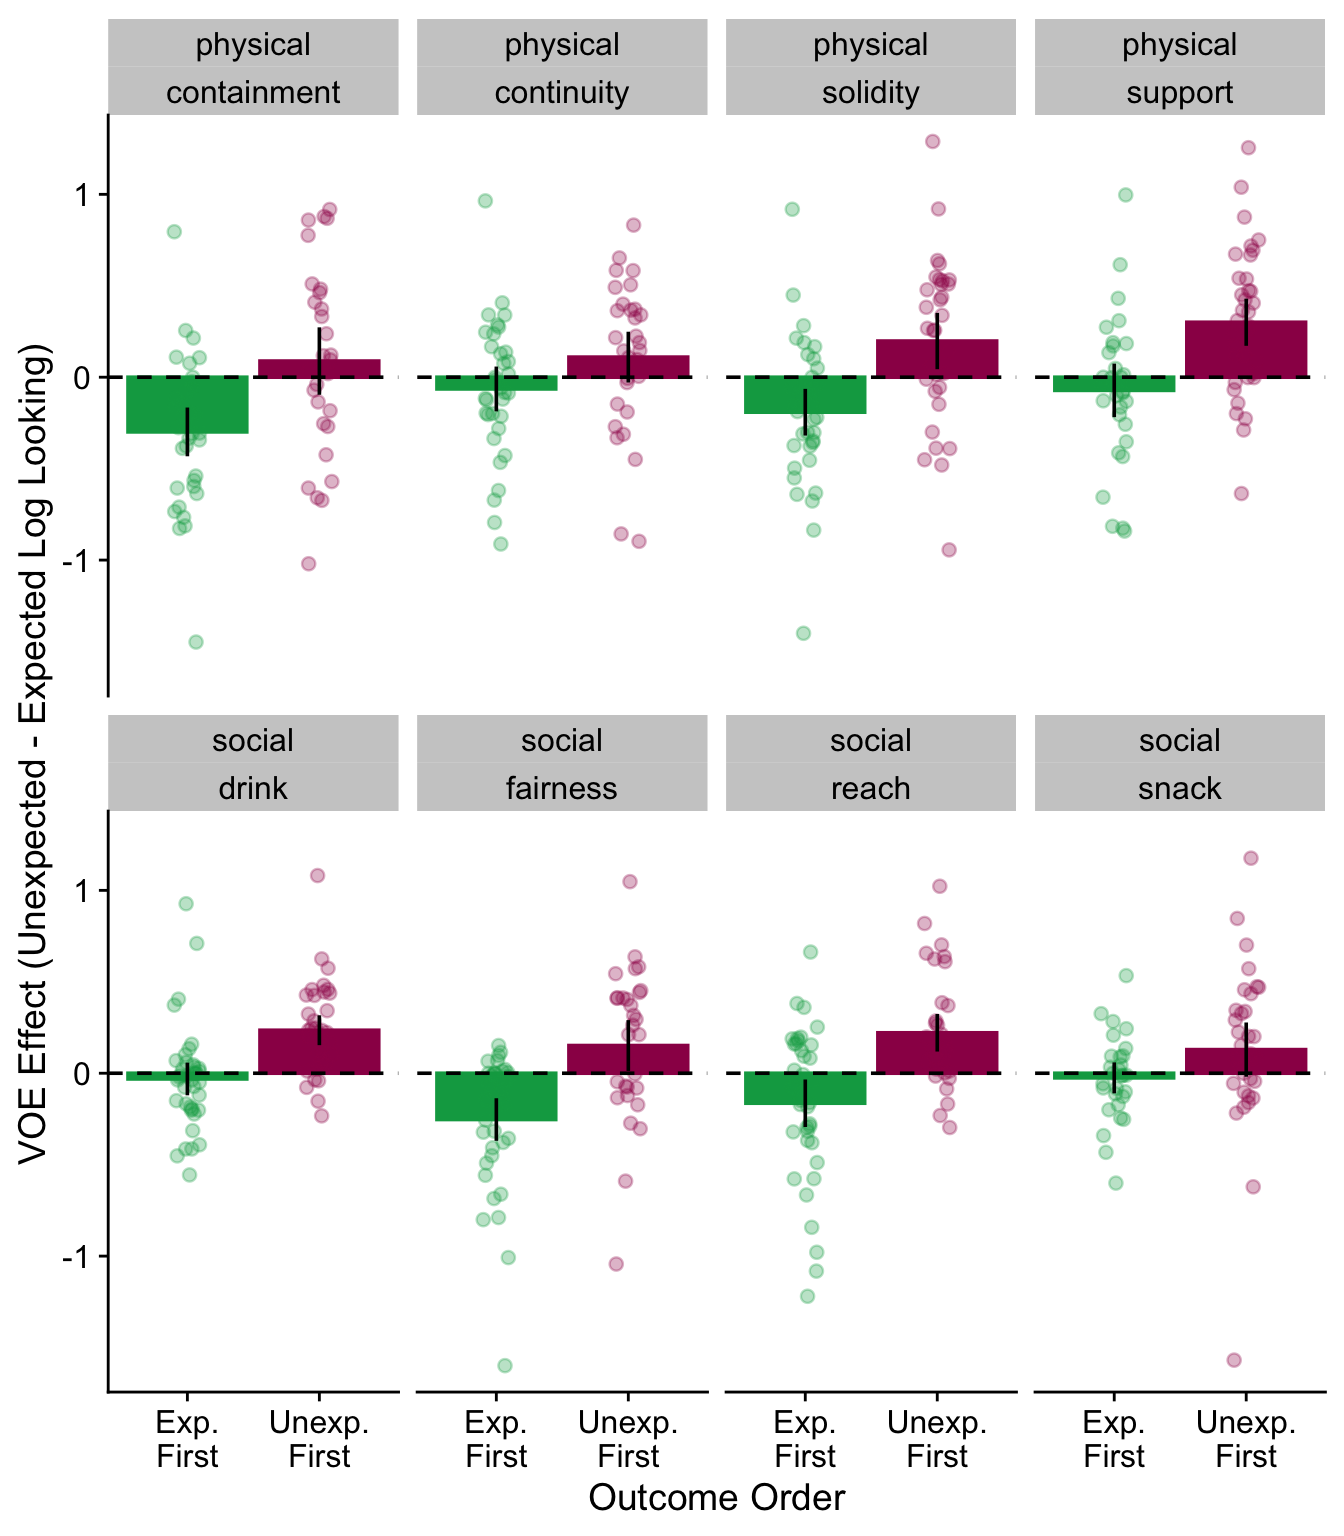 physical
physical
physical
physical
containment
continuity
solidity
support
1
0
-1
VOE Effect (Unexpected - Expected Log Looking)
social
social
social
social
drink
fairness
reach
snack
1
0
-1
Exp.
First
Unexp.
First
Exp.
First
Unexp.
First
Exp.
First
Unexp.
First
Exp.
First
Unexp.
First
Outcome Order